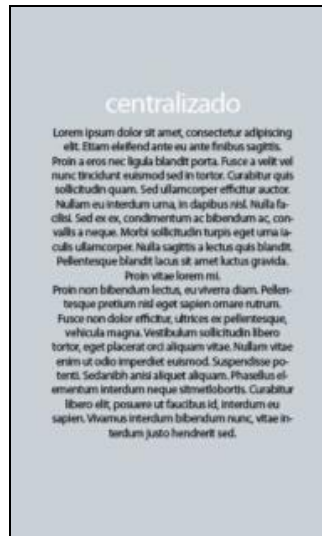 centralizado
Lorem ipsum dolor sit amet, consectetur adipiscing
elit. Etiam eleifend ante eu ante finibus sagittis.
Proin a eros nec ligula blandit porta. Fusce a velit vel
nunc tincidunt euismod sed in tortor. Curabitur quis
sollicitudin quam. Sed ullamcorper efficitur auctor.
Nullam eu interdum urna, in dapibus nisl. Nulla fa-
cilisi. Sed ex ex, condimentum ac bibendum ac, con-
vallis a neque. Morbi sollicitudin turpis eget urna ia-
culis ullamcorper. Nulla sagittis a lectus quis blandit.
Pellentesque blandit lacus sit amet luctus gravida.
Proin vitae lorem mi.
Proin non bibendum lectus, eu viverra diam. Pellen-
tesque pretium nisl eget sapien ornare rutrum.
Fusce non dolor efficitur, ultrices ex pellentesque,
vehicula magna. Vestibulum sollicitudin libero
tortor, eget placerat orci aliquam vitae. Nullam vitae
enim ut odio imperdiet euismod. Suspendisse po-
tenti. Sedanibh anisi aliquet aliquam. Phasellus el-
ementum interdum neque sitmetlobortis. Curabitur
libero elit, posuere ut faucibus id, interdum eu
sapien. Vivamus interdum bibendum nunc, vitae in-
terdum justo hendrerit sed.